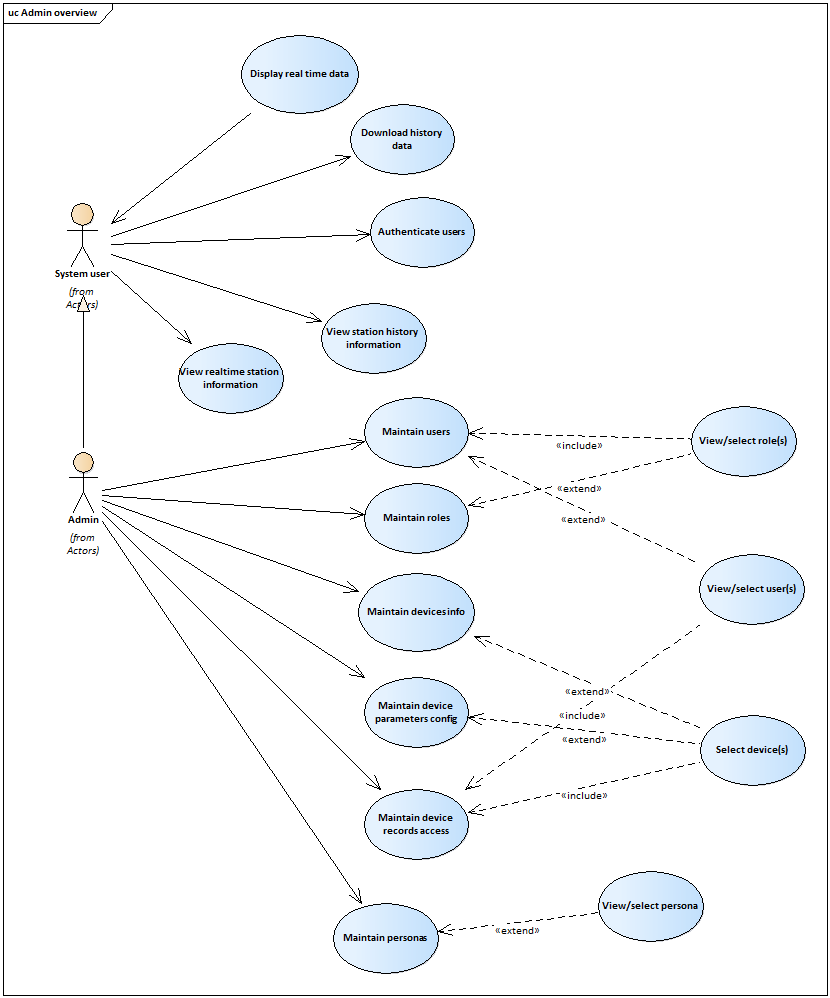 uc Admin overview
Display real time data
Download history
data
Authenticate users
System user
(from
Actors)
View station history
information
View realtime station
information
Maintain users
View/select role(s)
«include»
Admin
(from
Actors)
Maintain roles
«extend»
«extend»
View/select user(s)
Maintain devices info
«extend»
Maintain device
parameters config
«include»
«extend»
Select device(s)
«include»
Maintain device
records access
View/select persona
«extend»
Maintain personas